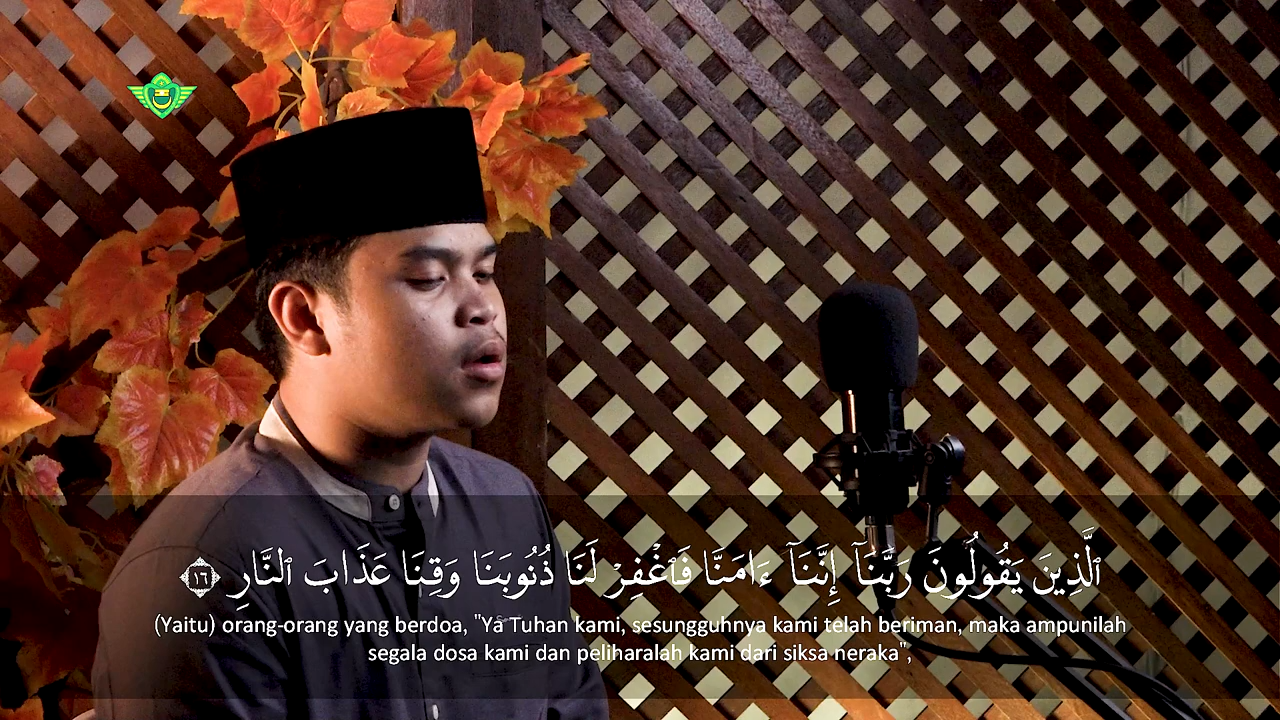 ٱلَّذِينَ يَقُولُونَ رَبَّنَآ إِنَّنَآ ءَامَنَّا فَٱغْفِرْ لَنَا ذُنُوبَنَا وَقِنَا عَذَابَ ٱلنَّارِ ١٦
(Yaitu) orang-orang yang berdoa, "Ya Tuhan kami, sesungguhnya kami telah beriman, maka ampunilah
segala dosa kami dan peliharalah kami dari siksa neraka",